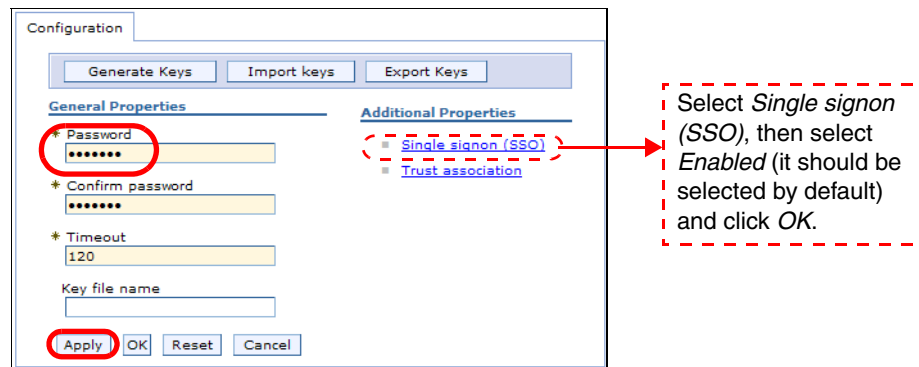 Configuration
Generate Keys Import keys Export Keys
General Properties
* Password
•••••••
* Confirm password
•••••••
* Timeout
120
Key file name
Apply OK Reset Cancel
Additional Properties
Single signon (SSO)
Trust association
Select Single signon
(SSO), then select
Enabled (it should be
selected by default)
and click OK.